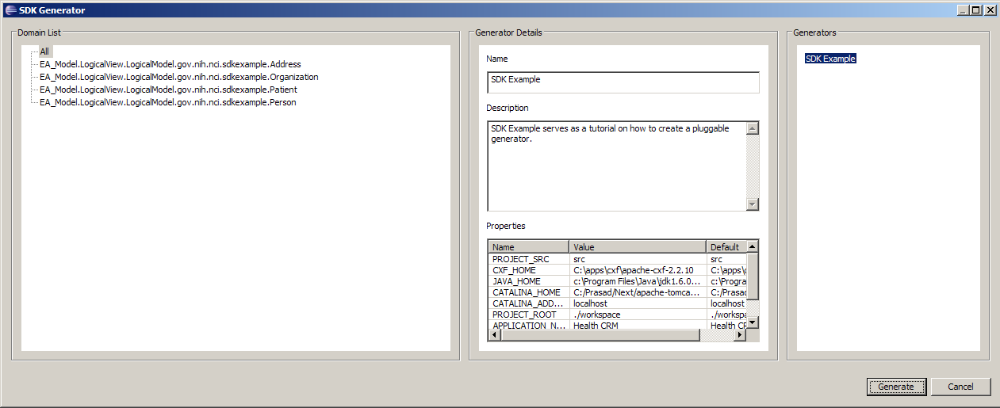 SDK Generator
Domain List
All
EA_Model.LogicalView.LogicalModel.gov.nih.nci.sdkexample.Address
EA_Model.LogicalView.LogicalModel.gov.nih.nci.sdkexample.Organization
EA_Model.LogicalView.LogicalModel.gov.nih.nci.sdkexample.Patient
EA_Model.LogicalView.LogicalModel.gov.nih.nci.sdkexample.Person
Generator Details
Name
SDK Example
Description
SDK Example serves as a tutorial on how to create a pluggable
generator.
Properties
Name Value Default
PROJECT_SRC src src
CXF_HOME C:\apps\cxf\apache-cxf-2.2.10 C:\apps\c
JAVA_HOME c:\Program Files\Java\jdk1.6.0... c:\Progra
CATALINA_HOME C:/Prasad/Next/apache-tomca... C:/Prasad
CATALINA_ADD... localhost localhost
PROJECT_ROOT ./workspace ./workspa
APPLICATION_N... Health CRM Health CR
Generators
SDK Example
Generate Cancel